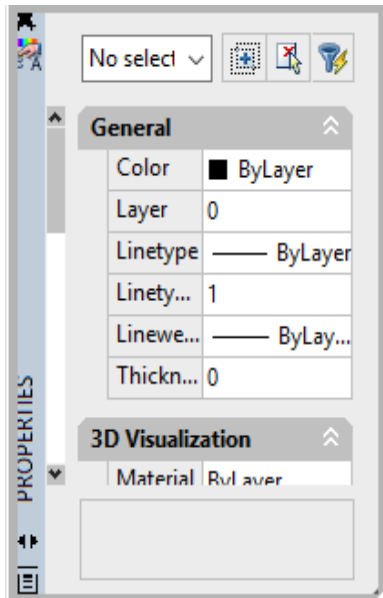 No select
General
Color ByLayer
Layer 0
Linetype ByLayer
Linety... 1
Linewe... ByLay...
Thickn... 0
3D Visualization
Material ByLayer
PROPERTIES